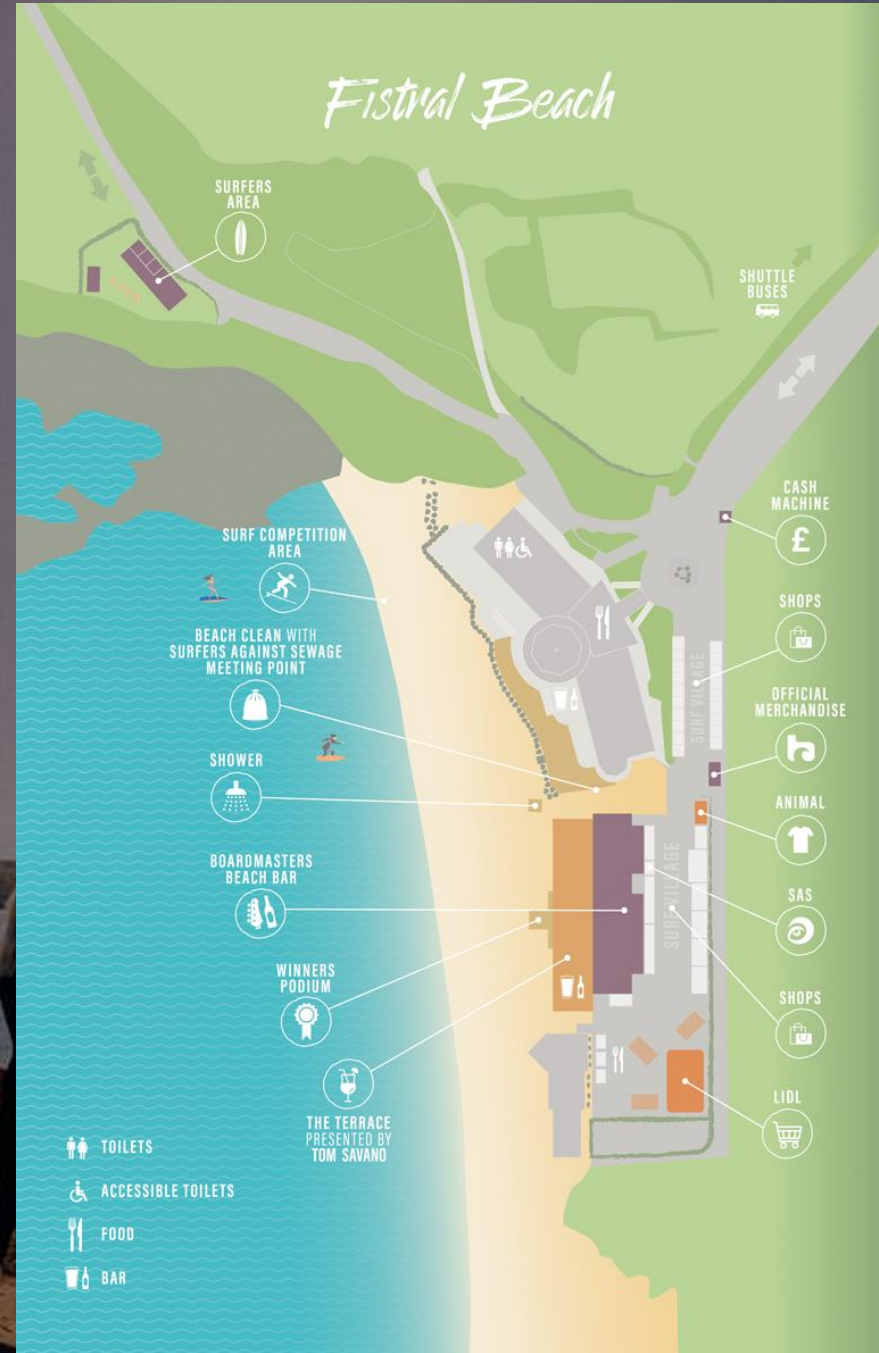 Fistral Beach
SURFERS
AREA
SHUTTLE
BUSES
CASH
MACHINE
£
SURF COMPETITION
AREA
SHOPS
BEACH CLEAN WITH
SURFERS AGAINST SEWAGE
MEETING POINT
SURF VILLAGE
OFFICIAL
MERCHANDISE
SHOWER
ANIMAL
BOARDMASTERS
BEACH BAR
SURF VILLAGE
SAS
WINNERS
PODIUM
SHOPS
THE TERRACE
PRESENTED BY
TOM SAVANO
LIDL
TOILETS
ACCESSIBLE TOILETS
FOOD
BAR